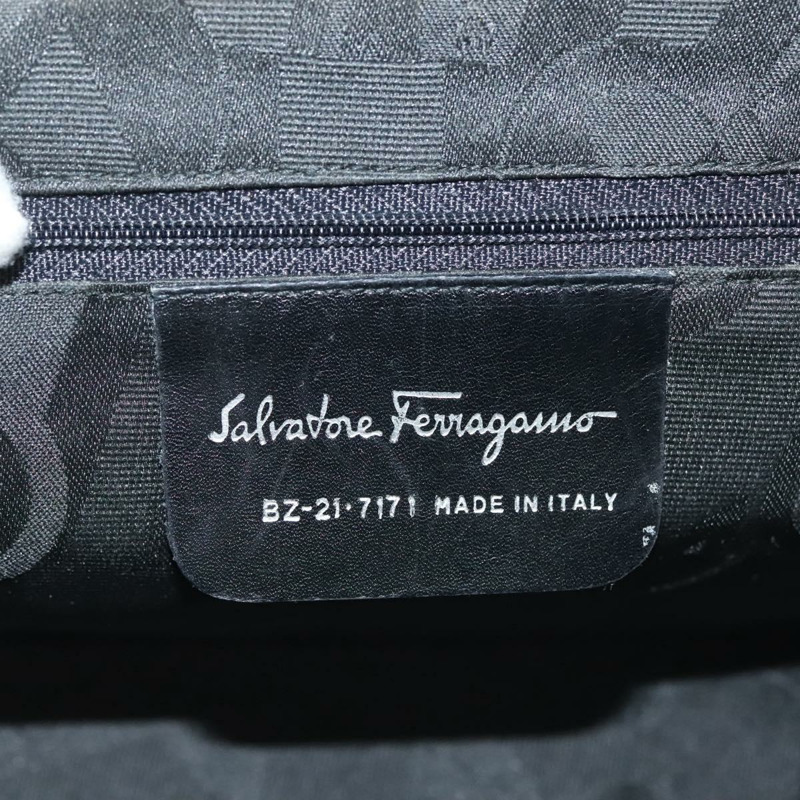 Salvatore Ferragamo
BZ-21·7171 MADE IN ITALY